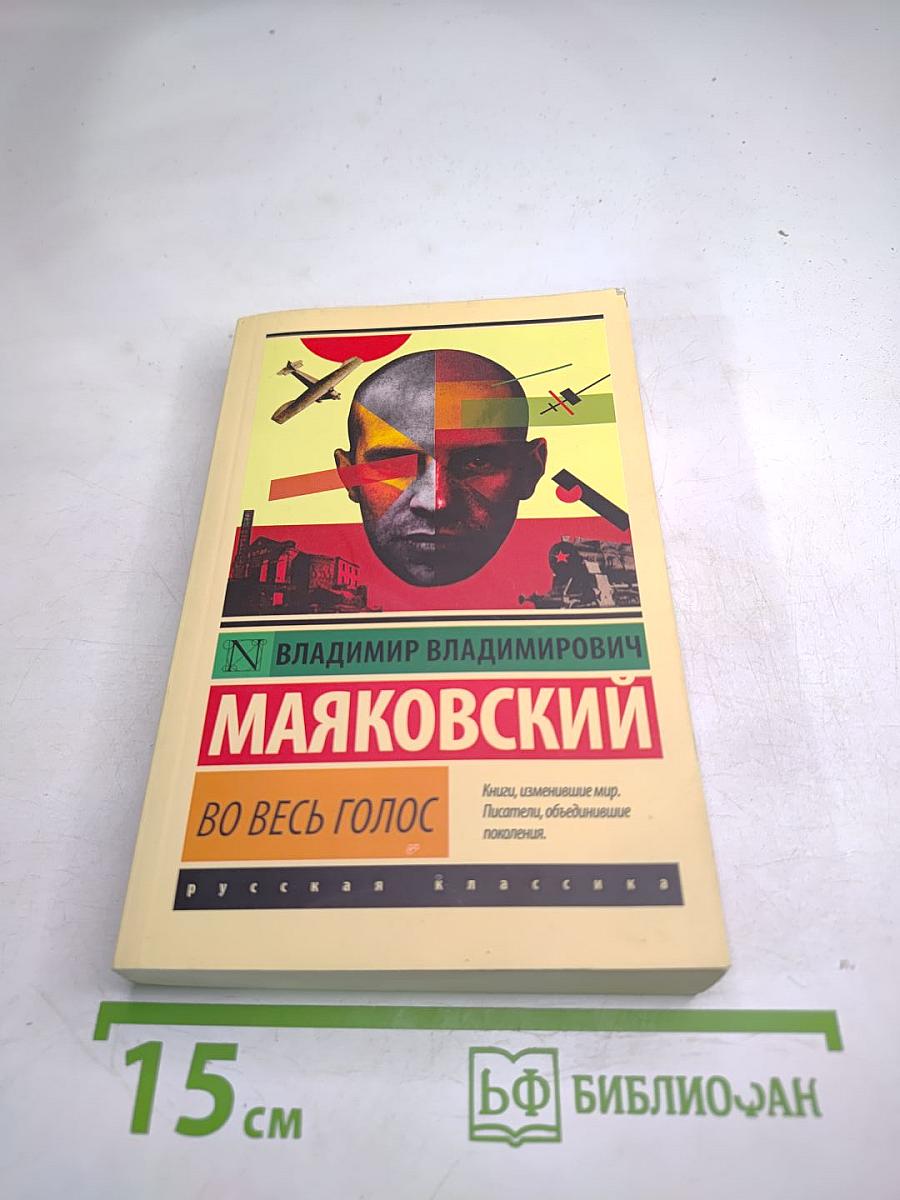 N ВЛАДИМИР ВЛАДИМИРОВИЧ
МАЯКОВСКИЙ
ВО ВЕСЬ ГОЛОС
Книги, изменившие мир.
Писатели, объединившие
поколения.
русская классика
15 см
БФ БИБЛИОФАН